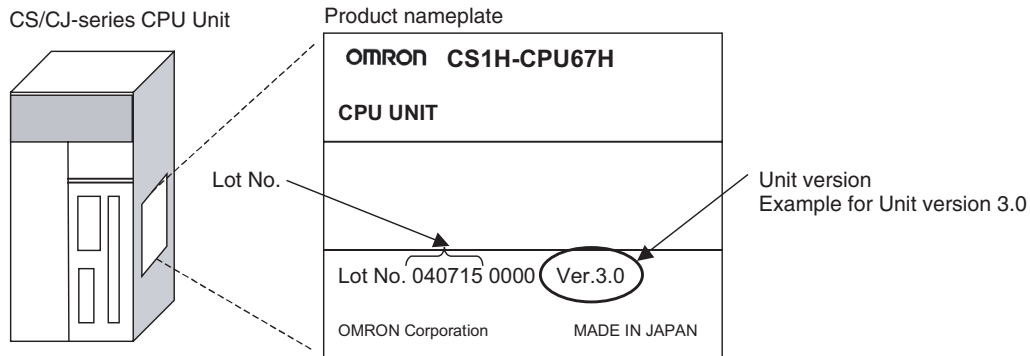 CS/CJ-series CPU Unit
Product nameplate
OMRON CS1H-CPU67H
CPU UNIT
Lot No.
Unit version
Example for Unit version 3.0
Lot No. 040715 0000 Ver.3.0
OMRON Corporation MADE IN JAPAN